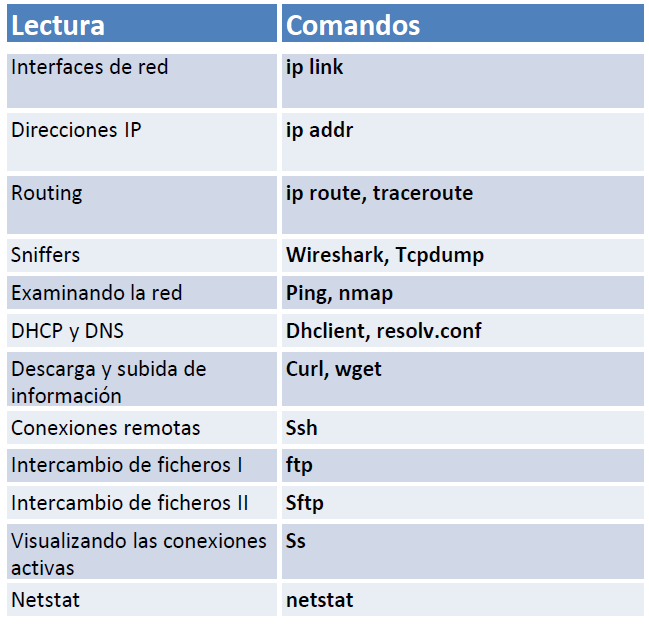 Lectura Comandos
Interfaces de red ip link
Direcciones IP ip addr
Routing ip route, traceroute
Sniffers Wireshark, Tcpdump
Examinando la red Ping, nmap
DHCP y DNS Dhclient, resolv.conf
Descarga y subida de Curl, wget
información
Conexiones remotas Ssh
Intercambio de ficheros I ftp
Intercambio de ficheros II Sftp
Visualizando las conexiones Ss
activas
Netstat netstat